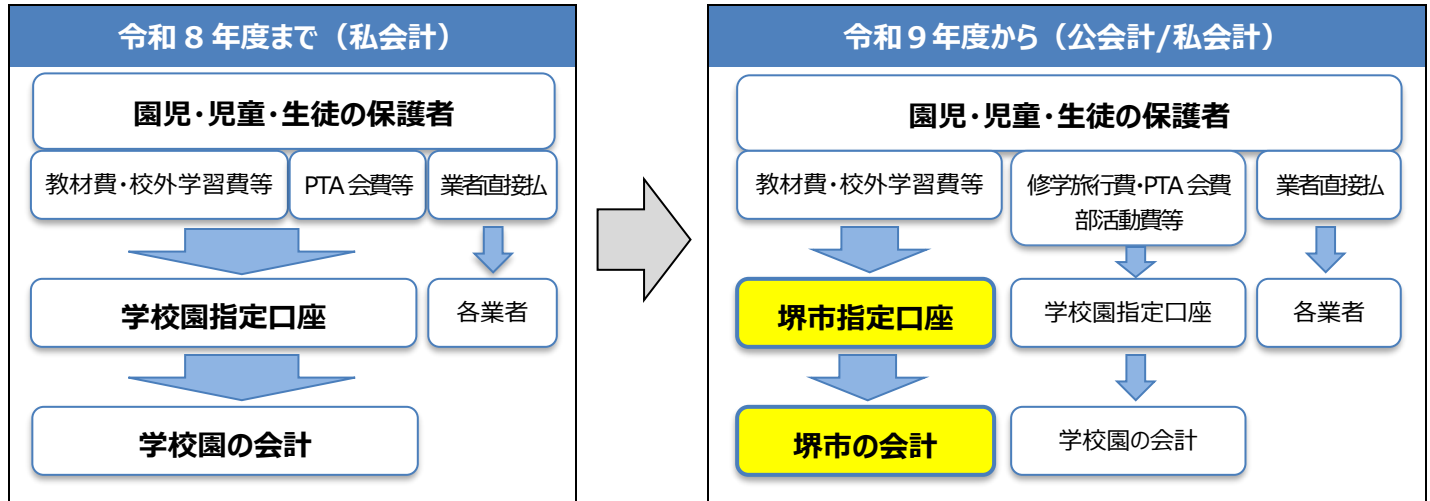 令和８年度まで（私会計）
園児・児童・生徒の保護者
教材費・校外学習費等
PTA会費等
業者直接払
学校園指定口座
各業者
学校園の会計
令和９年度から（公会計/私会計）
園児・児童・生徒の保護者
教材費・校外学習費等
修学旅行費・PTA会費
部活動費等
業者直接払
堺市指定口座
学校園指定口座
各業者
堺市の会計
学校園の会計